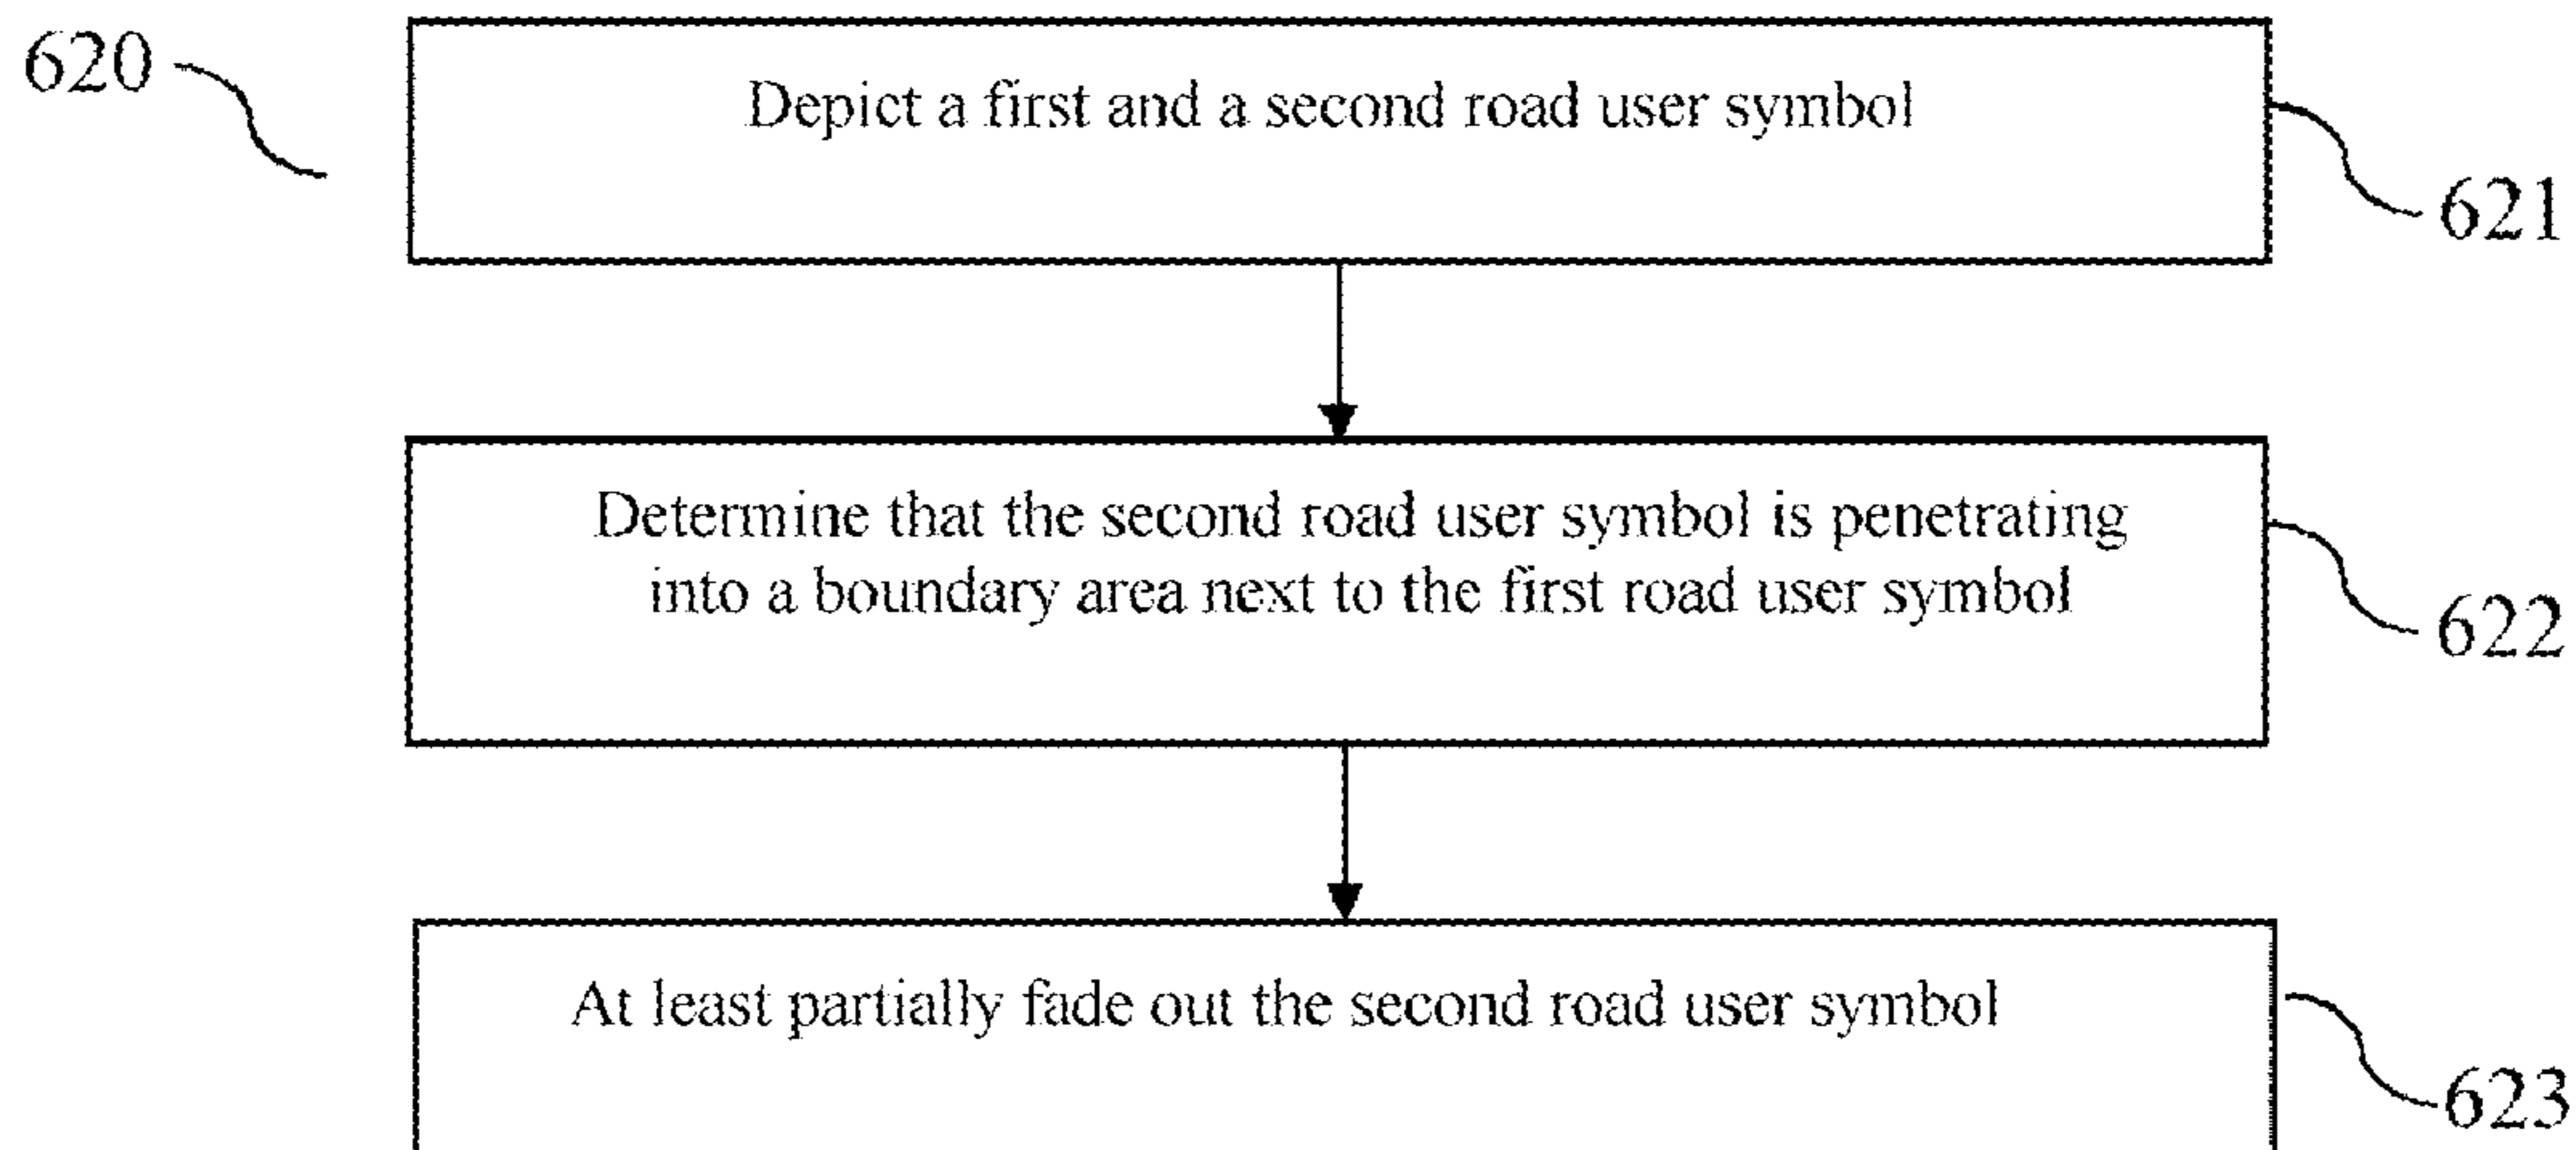 620
Depict a first and a second road user symbol
621
Determine that the second road user symbol is penetrating
into a boundary area next to the first road user symbol
622
At least partially fade out the second road user symbol
623